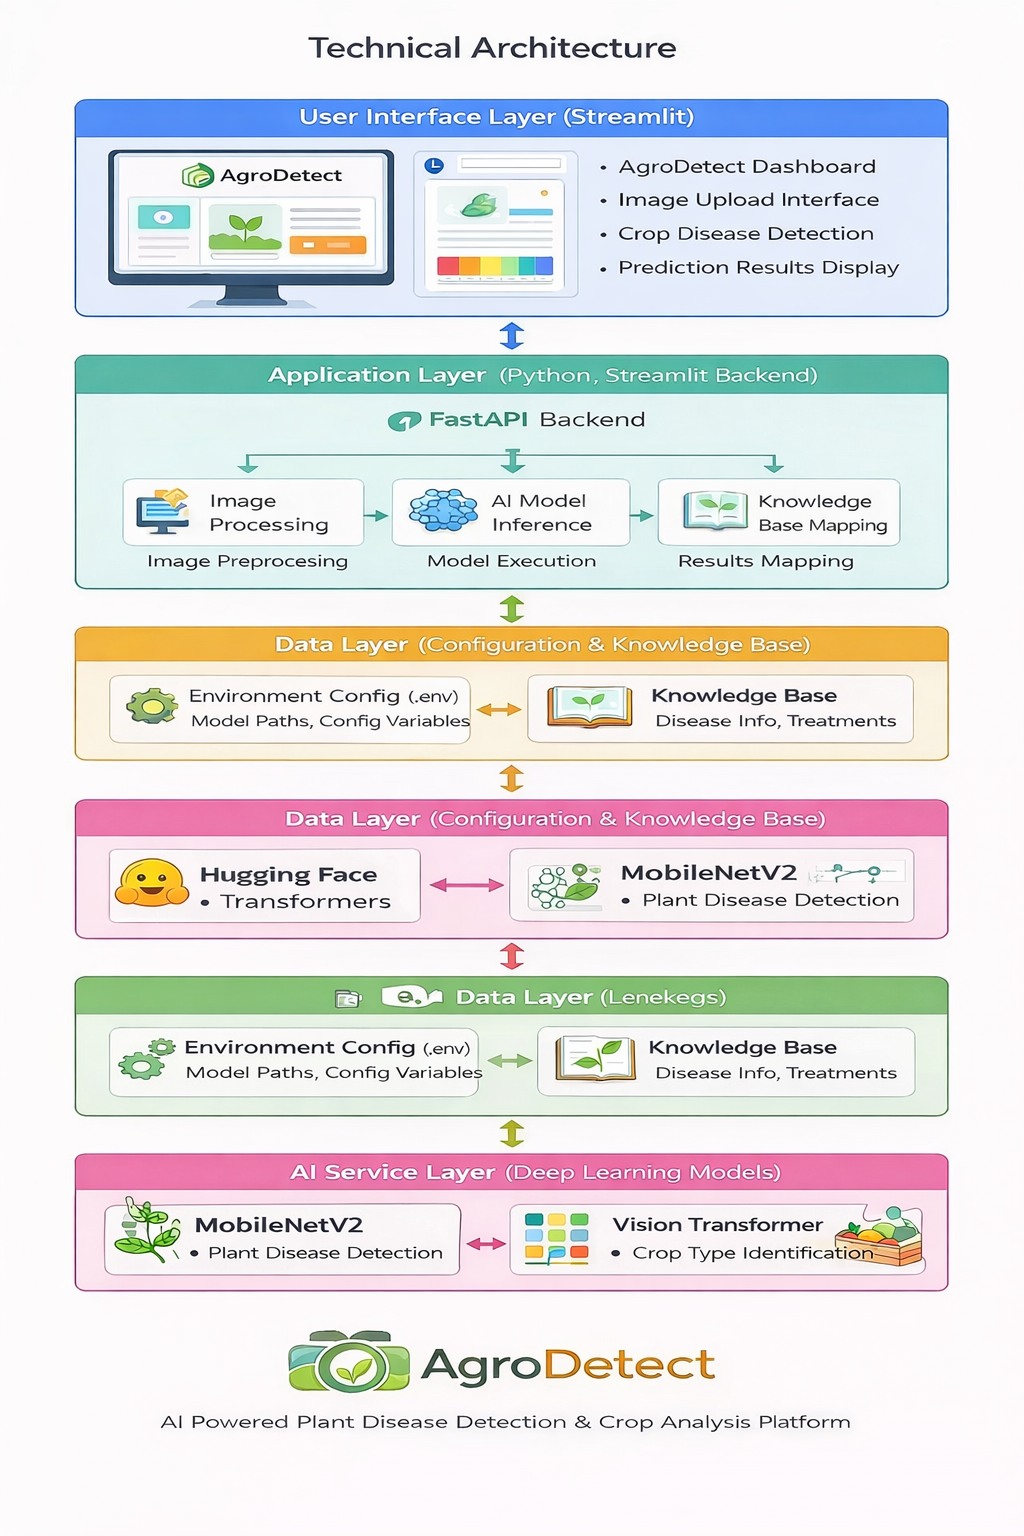 Technical Architecture
User Interface Layer (Streamlit)
AgroDetect
• AgroDetect Dashboard
• Image Upload Interface
• Crop Disease Detection
• Prediction Results Display
Application Layer (Python, Streamlit Backend)
FastAPI Backend
Image
Processing
AI Model
Inference
Knowledge
Base Mapping
Image Preprocesing
Model Execution
Results Mapping
Data Layer (Configuration & Knowledge Base)
Environment Config (.env)
Model Paths, Config Variables
Knowledge Base
Disease Info, Treatments
Data Layer (Configuration & Knowledge Base)
Hugging Face
• Transformers
MobileNetV2
• Plant Disease Detection
Data Layer (Lenekegs)
Environment Config (.env)
Model Paths, Config Variables
Knowledge Base
Disease Info, Treatments
AI Service Layer (Deep Learning Models)
MobileNetV2
• Plant Disease Detection
Vision Transformer
• Crop Type Identification
AgroDetect
AI Powered Plant Disease Detection & Crop Analysis Platform